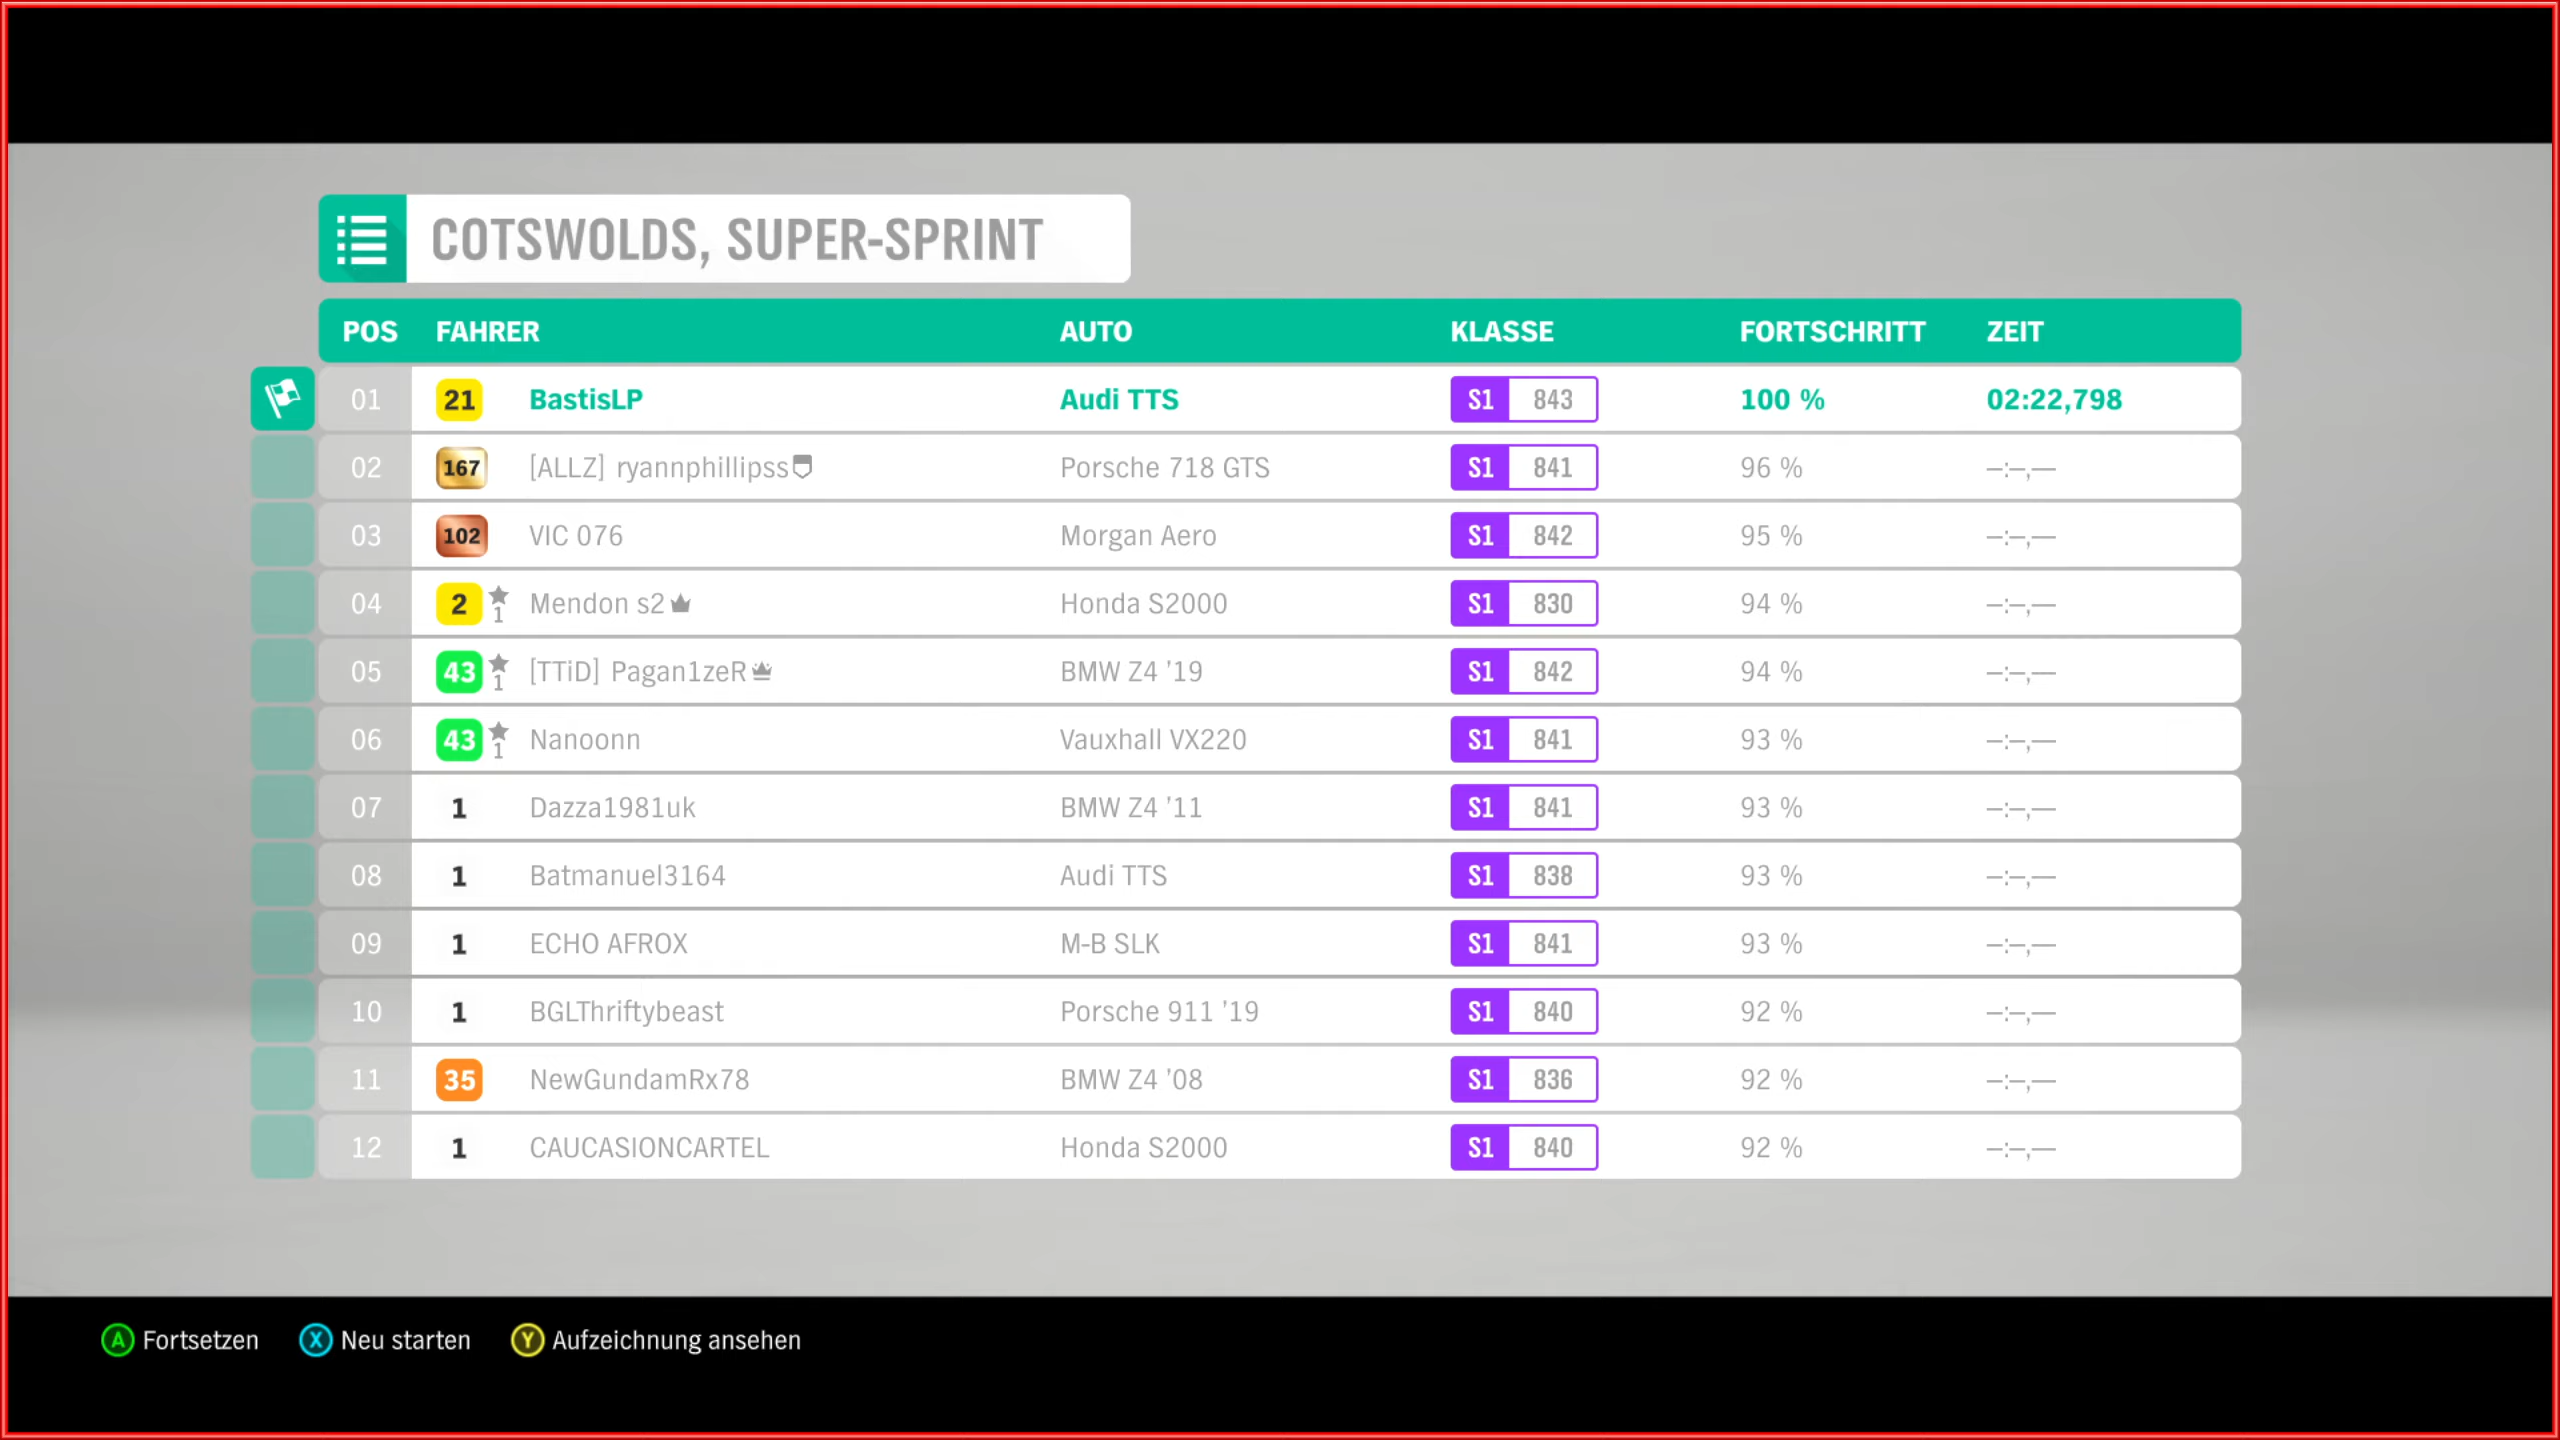 COTSWOLDS, SUPER-SPRINT
POS FAHRER AUTO KLASSE FORTSCHRITT ZEIT
01 21 BastisLP Audi TTS S1 843 100 % 02:22,798
02 167 [ALLZ] ryannphillipss Porsche 718 GTS S1 841 96 % –:–,—
03 102 VIC 076 Morgan Aero S1 842 95 % –:–,—
04 2 1 Mendon s2 Honda S2000 S1 830 94 % –:–,—
05 43 1 [TTiD] Pagan1zeR BMW Z4 '19 S1 842 94 % –:–,—
06 43 1 Nanoonn Vauxhall VX220 S1 841 93 % –:–,—
07 1 Dazza1981uk BMW Z4 '11 S1 841 93 % –:–,—
08 1 Batmanuel3164 Audi TTS S1 838 93 % –:–,—
09 1 ECHO AFROX M-B SLK S1 841 93 % –:–,—
10 1 BGLThriftybeast Porsche 911 '19 S1 840 92 % –:–,—
11 35 NewGundamRx78 BMW Z4 '08 S1 836 92 % –:–,—
12 1 CAUCASIONCARTEL Honda S2000 S1 840 92 % –:–,—
A Fortsetzen X Neu starten Y Aufzeichnung ansehen